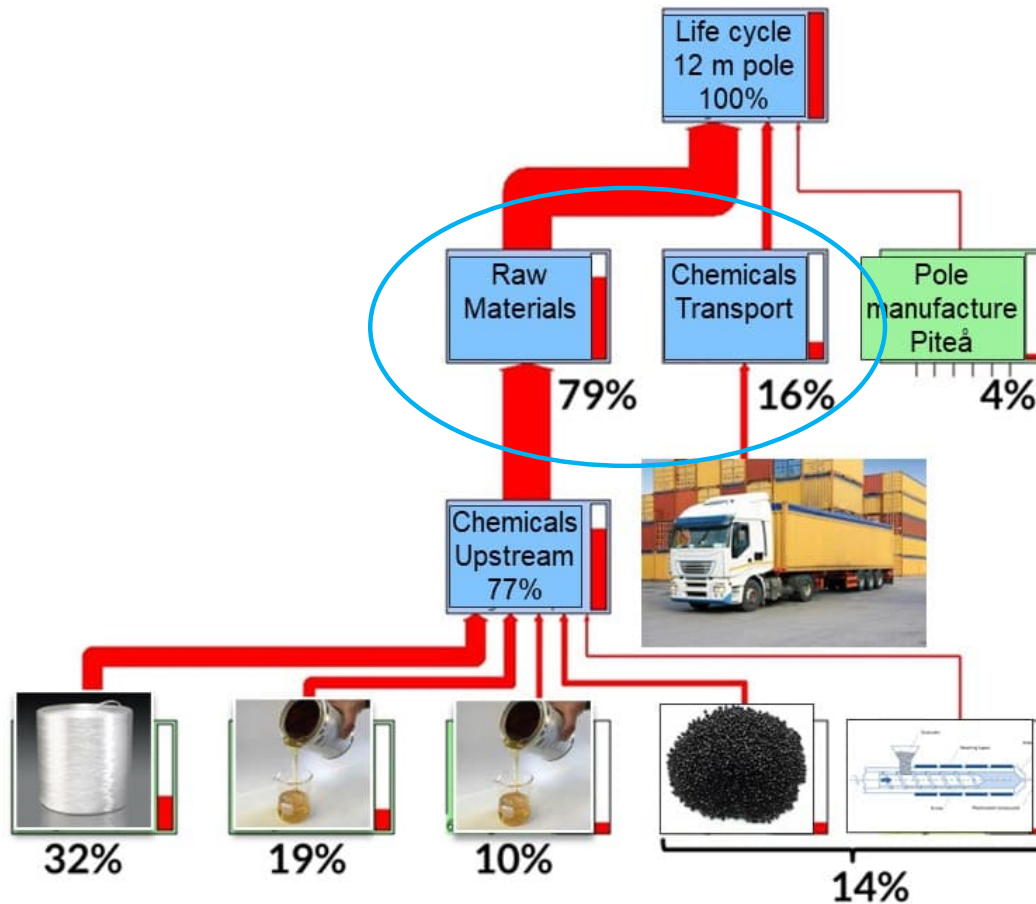 Life cycle
12 m pole
100%
Raw
Materials
Chemicals
Transport
Pole
manufacture
Piteå
79%
16%
4%
Chemicals
Upstream
77%
32%
19%
10%
14%